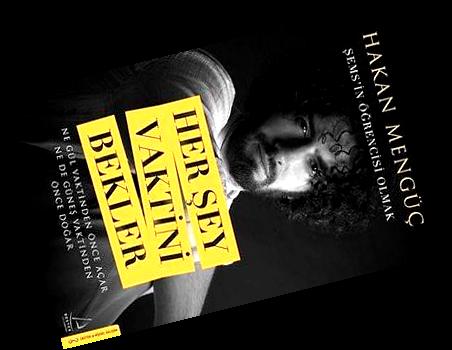 HAKAN MENGÜÇ
ŞEMS'İN ÖĞRENCİSİ OLMAK
HER ŞEY
VAKTİNİ
BEKLER
NE GÜL VAKTİNDEN ÖNCE AÇAR
NE DE GÜNEŞ VAKTİNDEN
ÖNCE DOĞAR